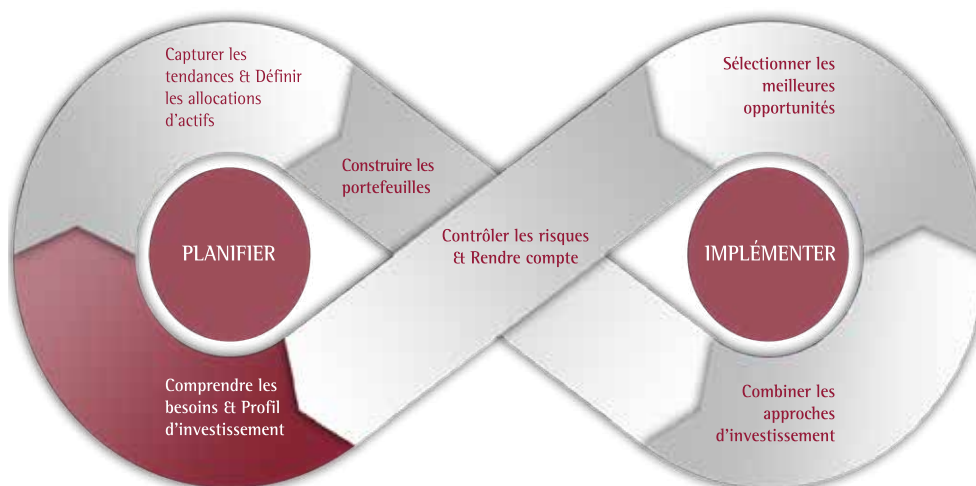 Capturer les
tendances & Définir
les allocations
d'actifs
Construire les
portefeuilles
PLANIFIER
Comprendre les
besoins & Profil
d'investissement
Contrôler les risques
& Rendre compte
Sélectionner les
meilleures
opportunités
IMPLÉMENTER
Combiner les
approches
d'investissement